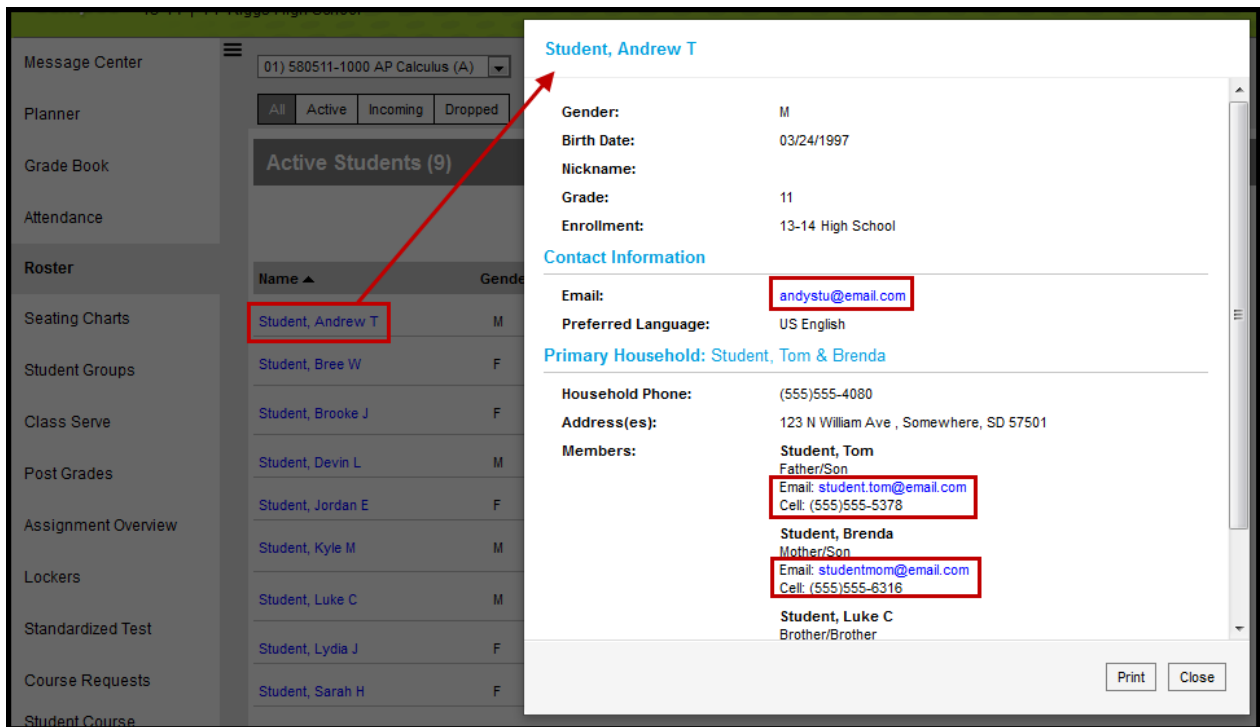 Message Center
Planner
Grade Book
Attendance
Roster
Seating Charts
Student Groups
Class Serve
Post Grades
Assignment Overview
Lockers
Standardized Test
Course Requests
Student Course
01) 580511-1000 AP Calculus (A)
All Active Incoming Dropped
Active Students (9)
Name Gende
Student, Andrew T M
Student, Bree W F
Student, Brooke J F
Student, Devin L M
Student, Jordan E F
Student, Kyle M M
Student, Luke C M
Student, Lydia J F
Student, Sarah H F
Student, Andrew T
Gender: M
Birth Date: 03/24/1997
Nickname:
Grade: 11
Enrollment: 13-14 High School
Contact Information
Email: andystu@email.com
Preferred Language: US English
Primary Household: Student, Tom & Brenda
Household Phone: (555)555-4080
Address(es): 123 N William Ave , Somewhere, SD 57501
Members: Student, Tom
Father/Son
Email: student.tom@email.com
Cell: (555)555-5378
Student, Brenda
Mother/Son
Email: studentmom@email.com
Cell: (555)555-6316
Student, Luke C
Brother/Brother
Print Close